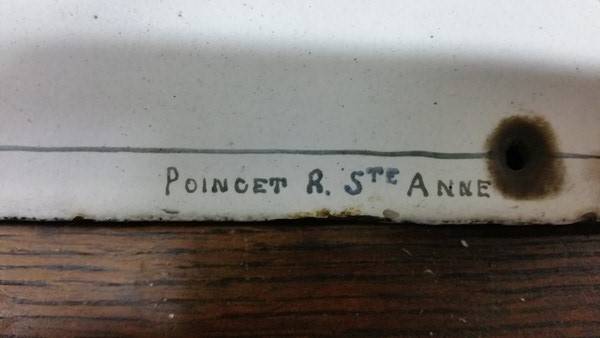 POINCET R. STE ANNE